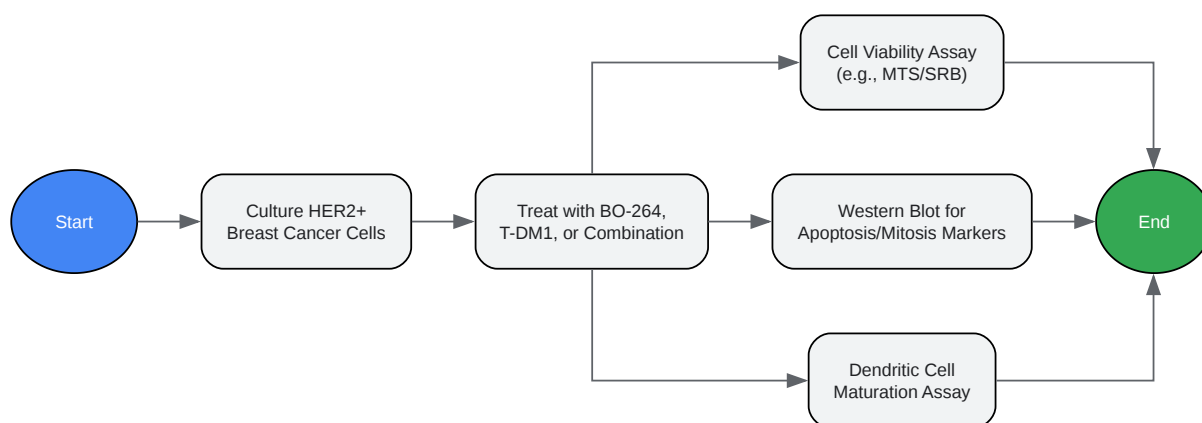 Start
Culture HER2+
Breast Cancer Cells
Treat with BO-264,
T-DM1, or Combination
Cell Viability Assay
(e.g., MTS/SRB)
Western Blot for
Apoptosis/Mitosis Markers
Dendritic Cell
Maturation Assay
End